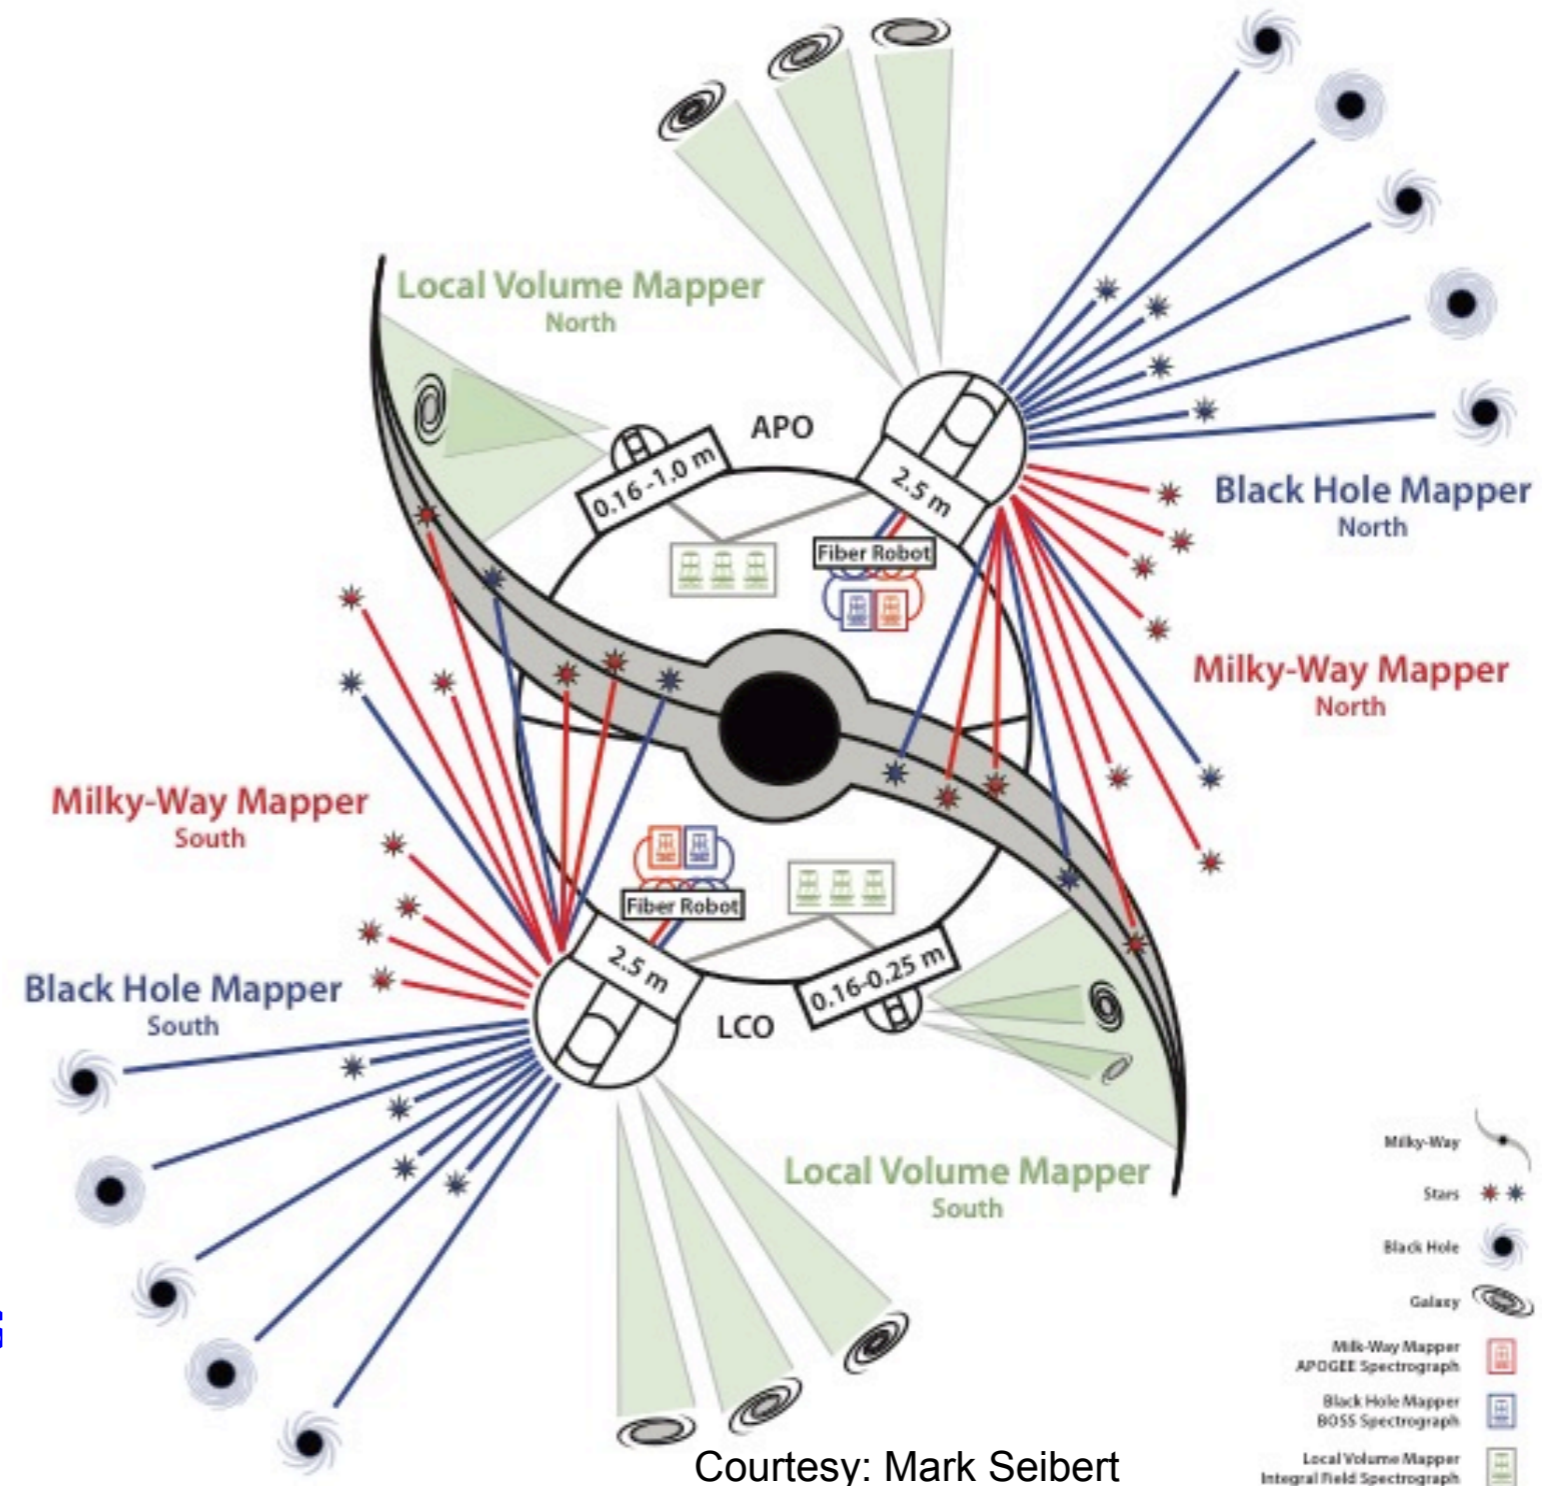 Local Volume Mapper
North
APO
0.16-1.0 m
2.5 m
Fiber Robot
Black Hole Mapper
North
Milky-Way Mapper
North
Milky-Way Mapper
South
Black Hole Mapper
South
Fiber Robot
2.5 m
LCO
0.16-0.25 m
Local Volume Mapper
South
Milky-Way
Stars
Black Hole
Galaxy
Milk-Way Mapper
APOGEE Spectrograph
Black Hole Mapper
BOSS Spectrograph
Local Volume Mapper
Integral Field Spectrograph
Courtesy: Mark Seibert